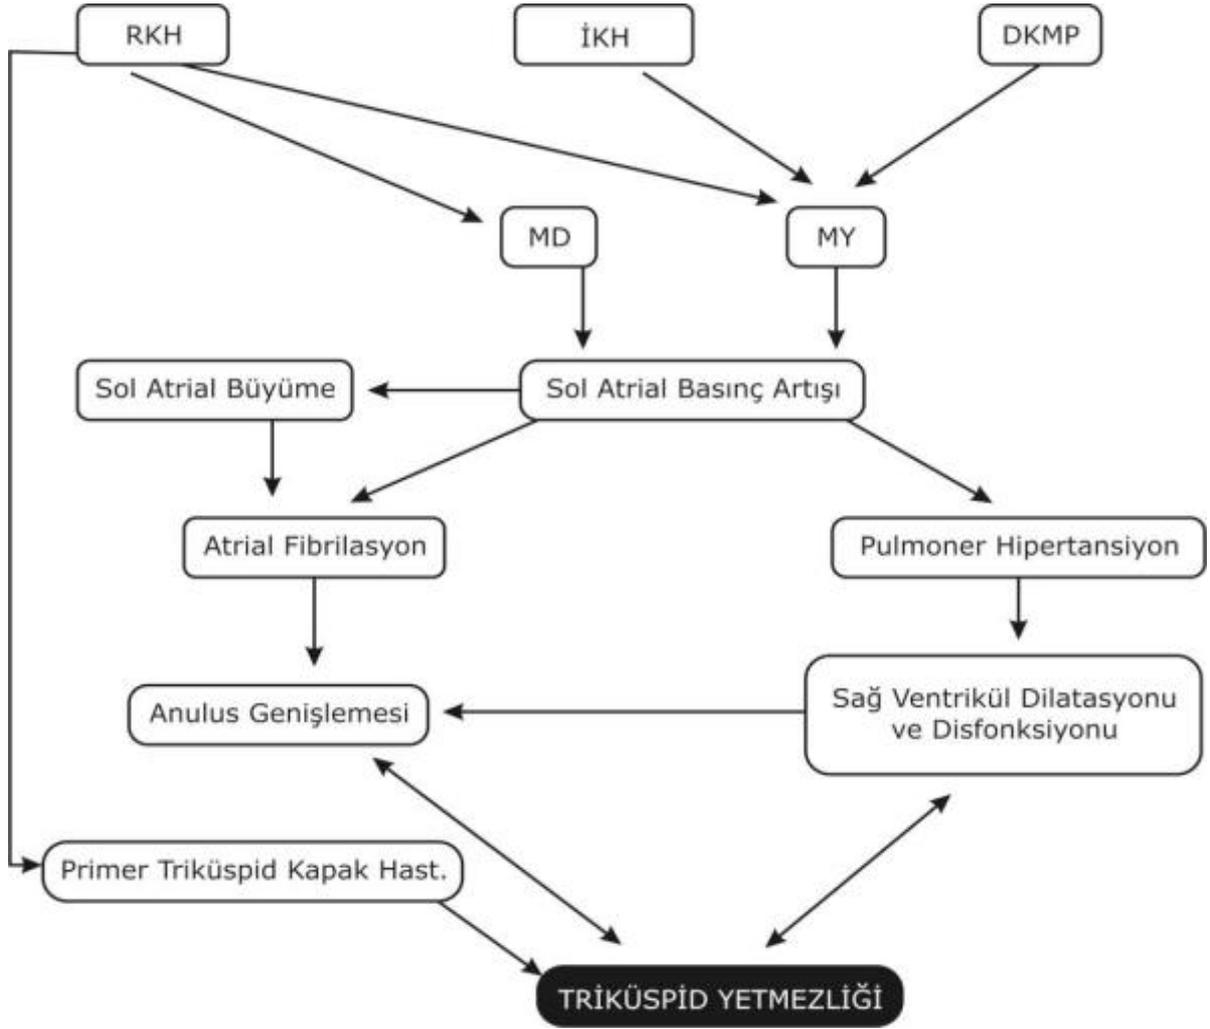 RKH
İKH
DKMP
MD
MY
Sol Atrial Büyüme
Sol Atrial Basınç Artışı
Atrial Fibrilasyon
Pulmoner Hipertansiyon
Anulus Genişlemesi
Sağ Ventrikül Dilatasyonu
ve Disfonksiyonu
Primer Triküspid Kapak Hast.
TRİKÜSPİD YETMEZLİĞİ